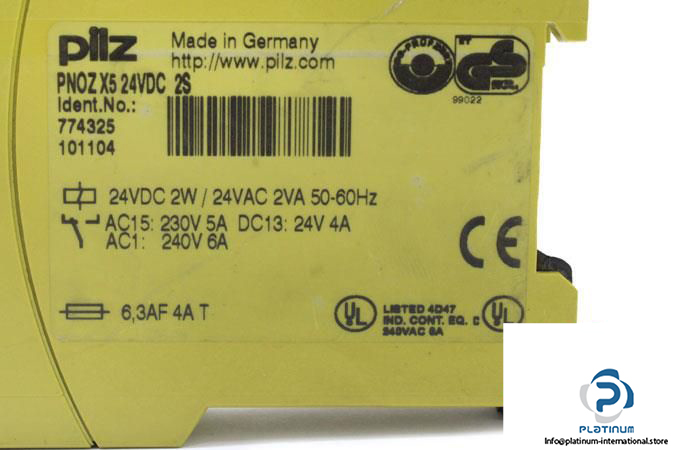 pilz
Made in Germany
http://www.pilz.com
PNOZ X5 24VDC 2S
Ident.No.:
774325
101104
99022
24VDC 2W / 24VAC 2VA 50-60Hz
AC15: 230V 5A DC13: 24V 4A
AC1: 240V 6A
CE
6,3AF 4A T
UL
LISTED 4D47
IND. CONT. EQ.
240VAC 6A
UL
PLATINUM
Info@platinum-international.store